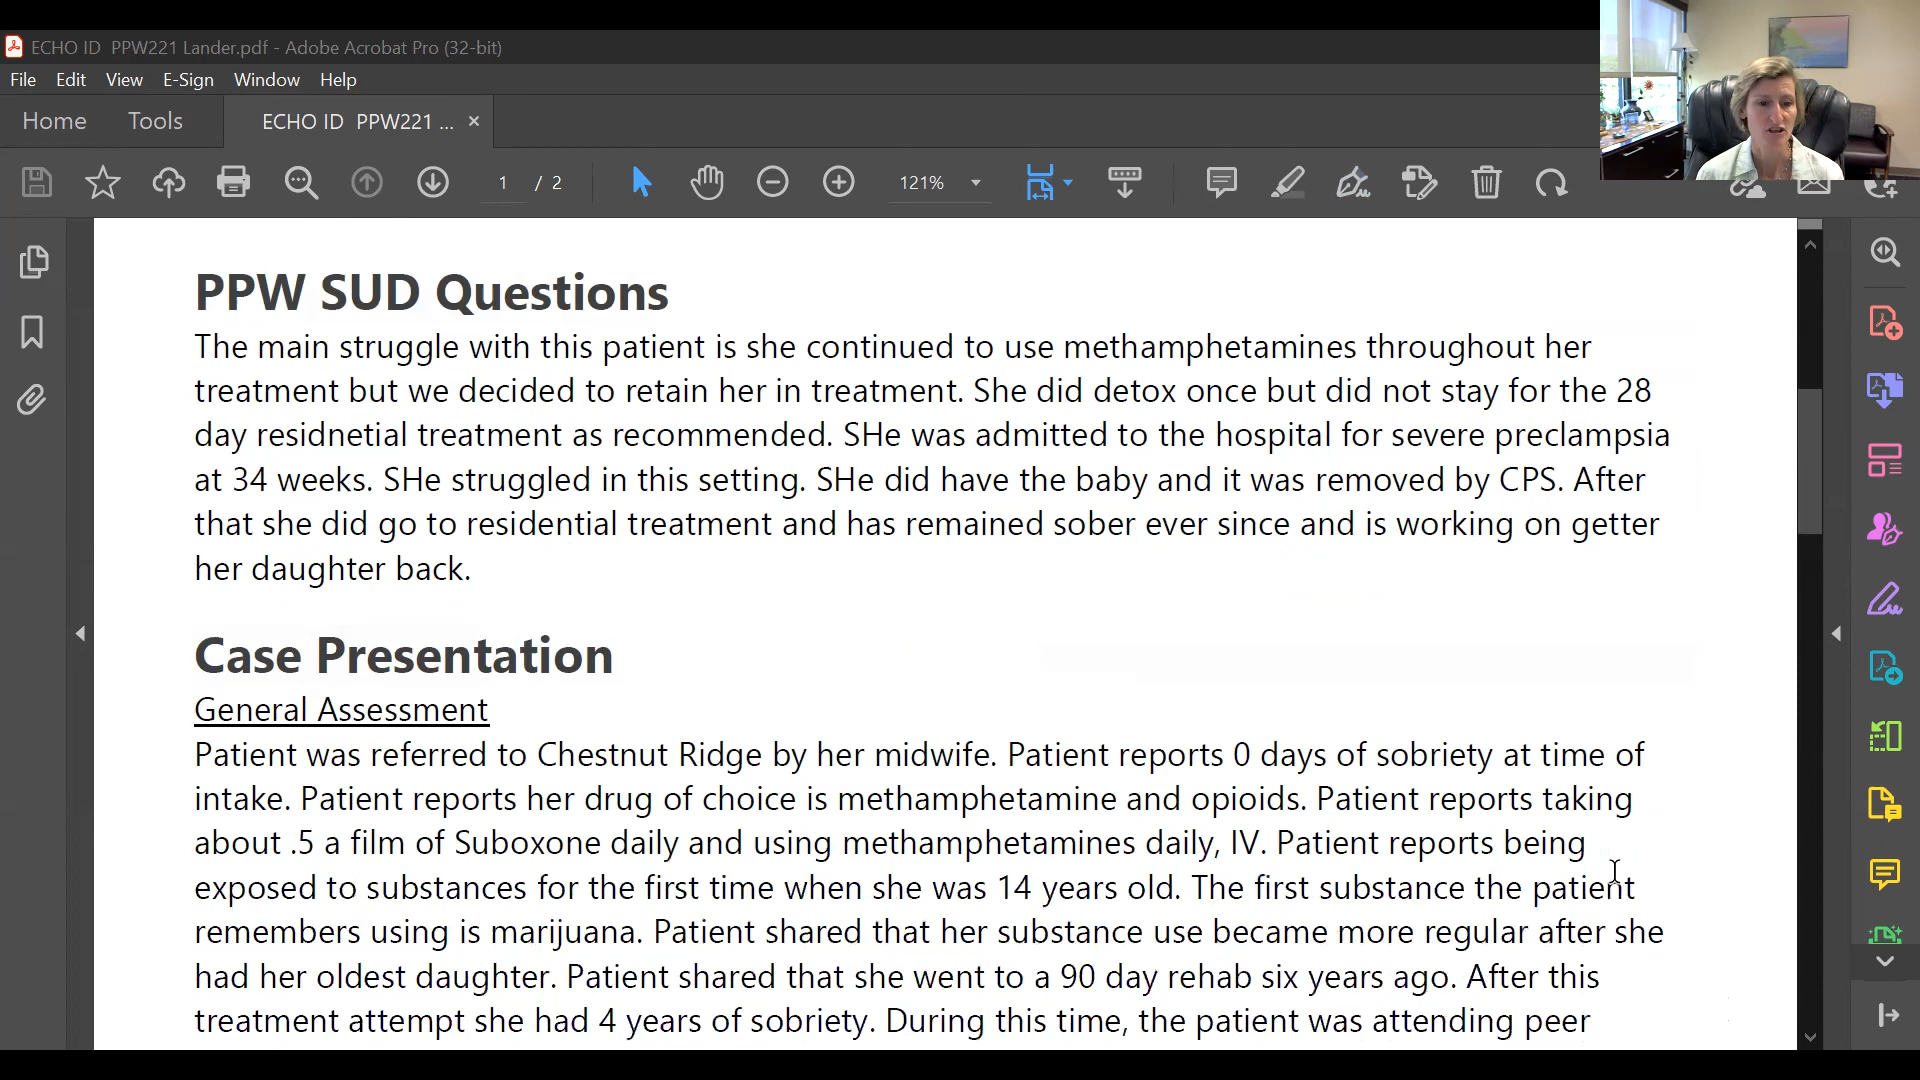 ECHO ID PPW221 Lander.pdf - Adobe Acrobat Pro (32-bit)
File Edit View E-Sign Window Help
Home Tools ECHO ID PPW221 ... ×
1 / 2 121%
PPW SUD Questions
The main struggle with this patient is she continued to use methamphetamines throughout her
treatment but we decided to retain her in treatment. She did detox once but did not stay for the 28
day residnetial treatment as recommended. SHe was admitted to the hospital for severe preclampsia
at 34 weeks. SHe struggled in this setting. SHe did have the baby and it was removed by CPS. After
that she did go to residential treatment and has remained sober ever since and is working on getter
her daughter back.
Case Presentation
General Assessment
Patient was referred to Chestnut Ridge by her midwife. Patient reports 0 days of sobriety at time of
intake. Patient reports her drug of choice is methamphetamine and opioids. Patient reports taking
about .5 a film of Suboxone daily and using methamphetamines daily, IV. Patient reports being
exposed to substances for the first time when she was 14 years old. The first substance the patient
remembers using is marijuana. Patient shared that her substance use became more regular after she
had her oldest daughter. Patient shared that she went to a 90 day rehab six years ago. After this
treatment attempt she had 4 years of sobriety. During this time, the patient was attending peer